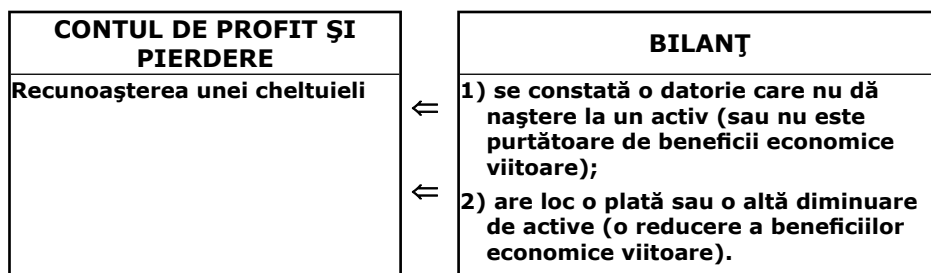 CONTUL DE PROFIT ŞI
PIERDERE
Recunoaşterea unei cheltuieli
⇐
⇐
BILANŢ
1) se constată o datorie care nu dă
naştere la un activ (sau nu este
purtătoare de beneficii economice
viitoare);
2) are loc o plată sau o altă diminuare
de active (o reducere a beneficiilor
economice viitoare).